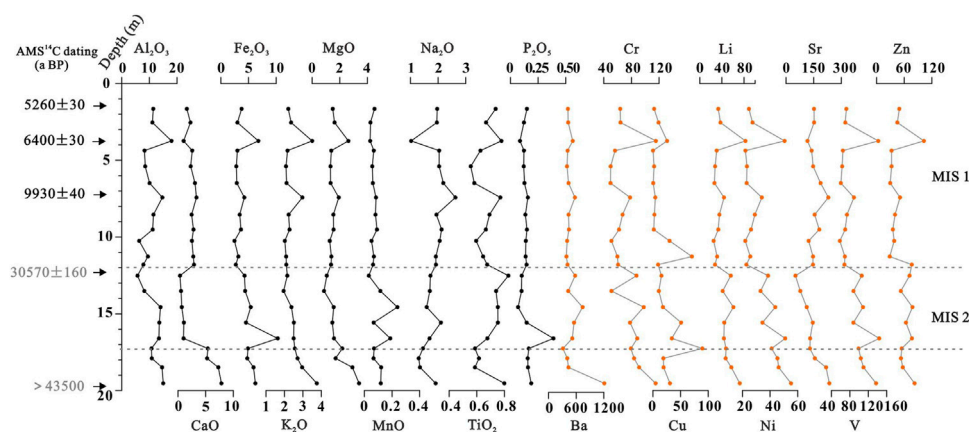 AMS¹⁴C dating
(a BP)
Depth (m)
Al₂O₃ Fe₂O₃ MgO Na₂O P₂O₅ Cr Li Sr Zn
0 10 20 0 5 10 0 2 4 1 2 3 0 0.25 0.50 40 80 120 0 40 80 0 150 300 0 60 120
0
5260±30
6400±30
5
MIS 1
9930±40
10
30570±160
15
MIS 2
>43500
20
0 5 10 1 2 3 4 0 0.2 0.4 0.6 0.8 0 600 1200 0 50 100 20 40 60 40 80 120 160
CaO K₂O MnO TiO₂ Ba Cu Ni V